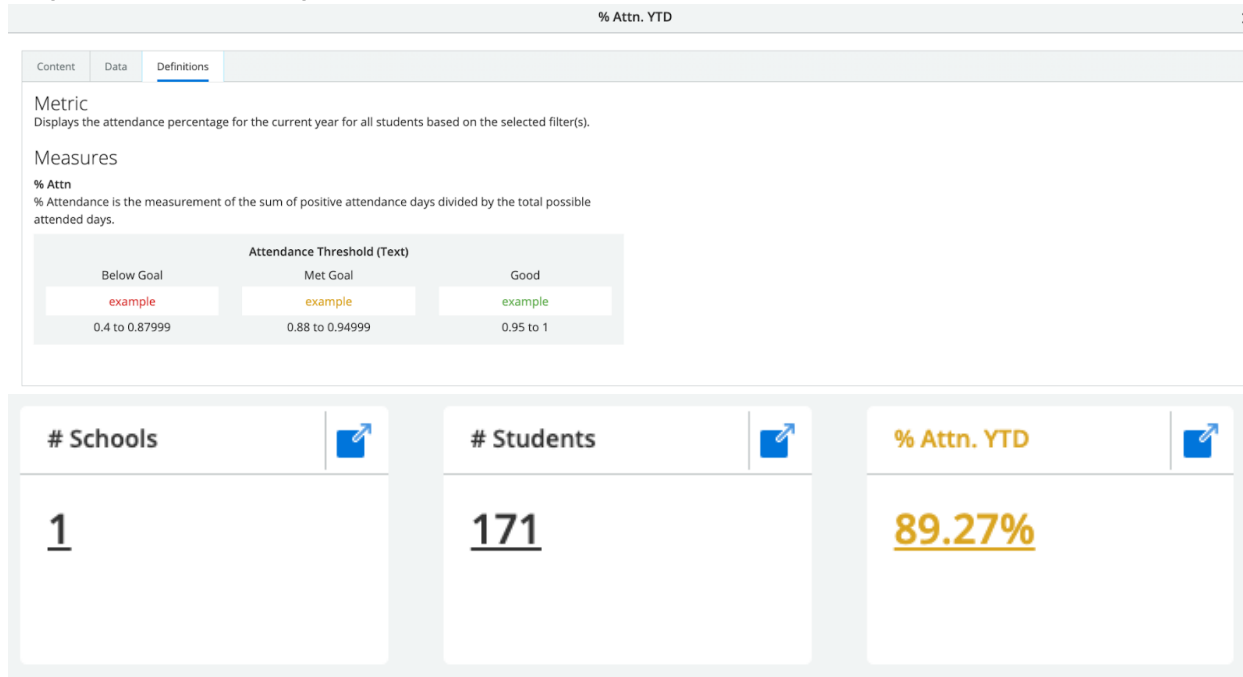 % Attn. YTD
Content Data Definitions
Metric
Displays the attendance percentage for the current year for all students based on the selected filter(s).
Measures
% Attn
% Attendance is the measurement of the sum of positive attendance days divided by the total possible
attended days.
Attendance Threshold (Text)
Below Goal Met Goal Good
example example example
0.4 to 0.87999 0.88 to 0.94999 0.95 to 1
# Schools # Students % Attn. YTD
1 171 89.27%